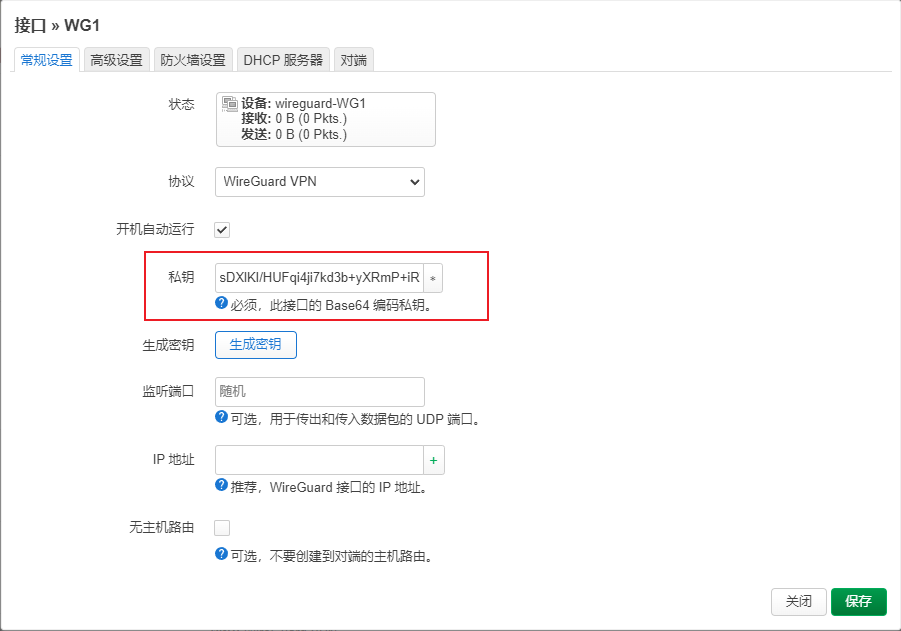 接口 » WG1
常规设置 高级设置 防火墙设置 DHCP 服务器 对端
状态
设备: wireguard-WG1
接收: 0 B (0 Pkts.)
发送: 0 B (0 Pkts.)
协议 WireGuard VPN
开机自动运行
私钥 sDXlKl/HUFqi4ji7kd3b+yXRmP+iR *
必须，此接口的 Base64 编码私钥。
生成密钥 生成密钥
监听端口 随机
可选，用于传出和传入数据包的 UDP 端口。
IP 地址 +
推荐，WireGuard 接口的 IP 地址。
无主机路由
可选，不要创建到对端的主机路由。
关闭 保存